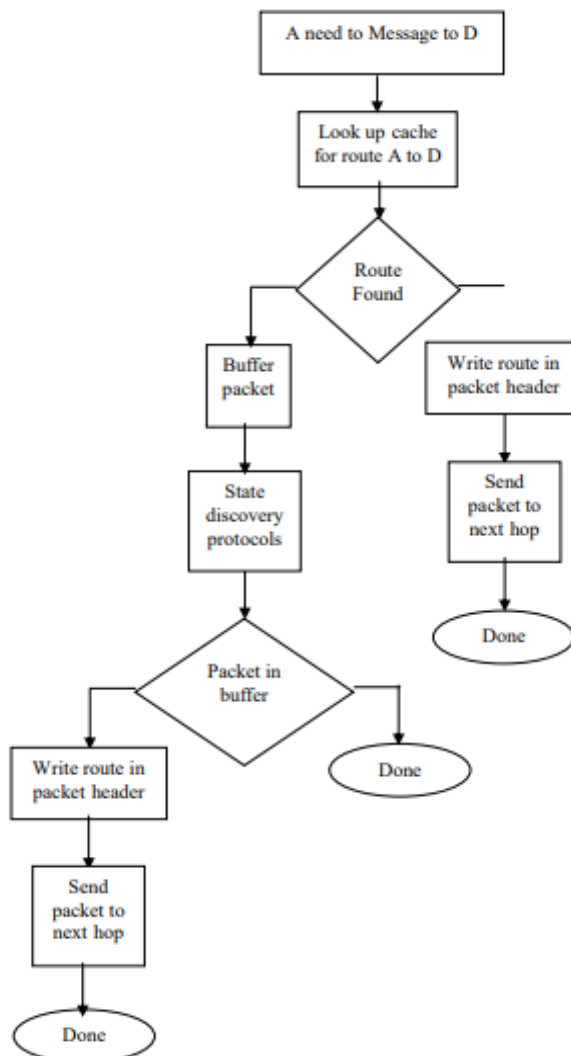 A need to Message to D
Look up cache
for route A to D
Route
Found
Buffer
packet
Write route in
packet header
State
discovery
protocols
Send
packet to
next hop
Done
Packet in
buffer
Write route in
packet header
Done
Send
packet to
next hop
Done